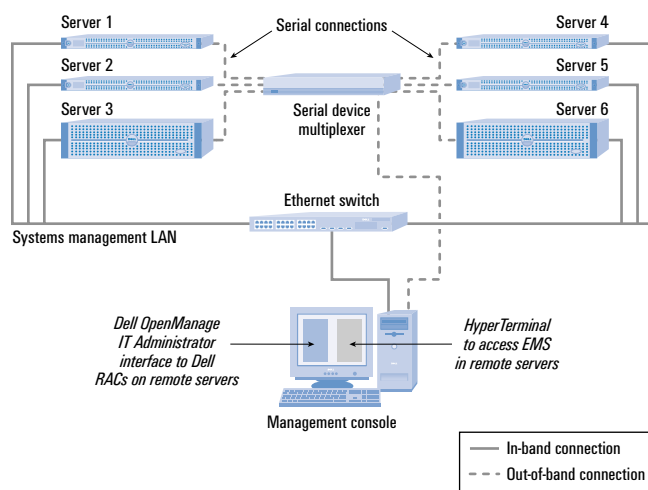 Server 1
Serial connections
Server 4
Server 2
Server 5
Server 3
Serial device
multiplexer
Server 6
Ethernet switch
Systems management LAN
Dell OpenManage
IT Administrator
interface to Dell
RACs on remote servers
HyperTerminal
to access EMS
in remote servers
Management console
In-band connection
Out-of-band connection